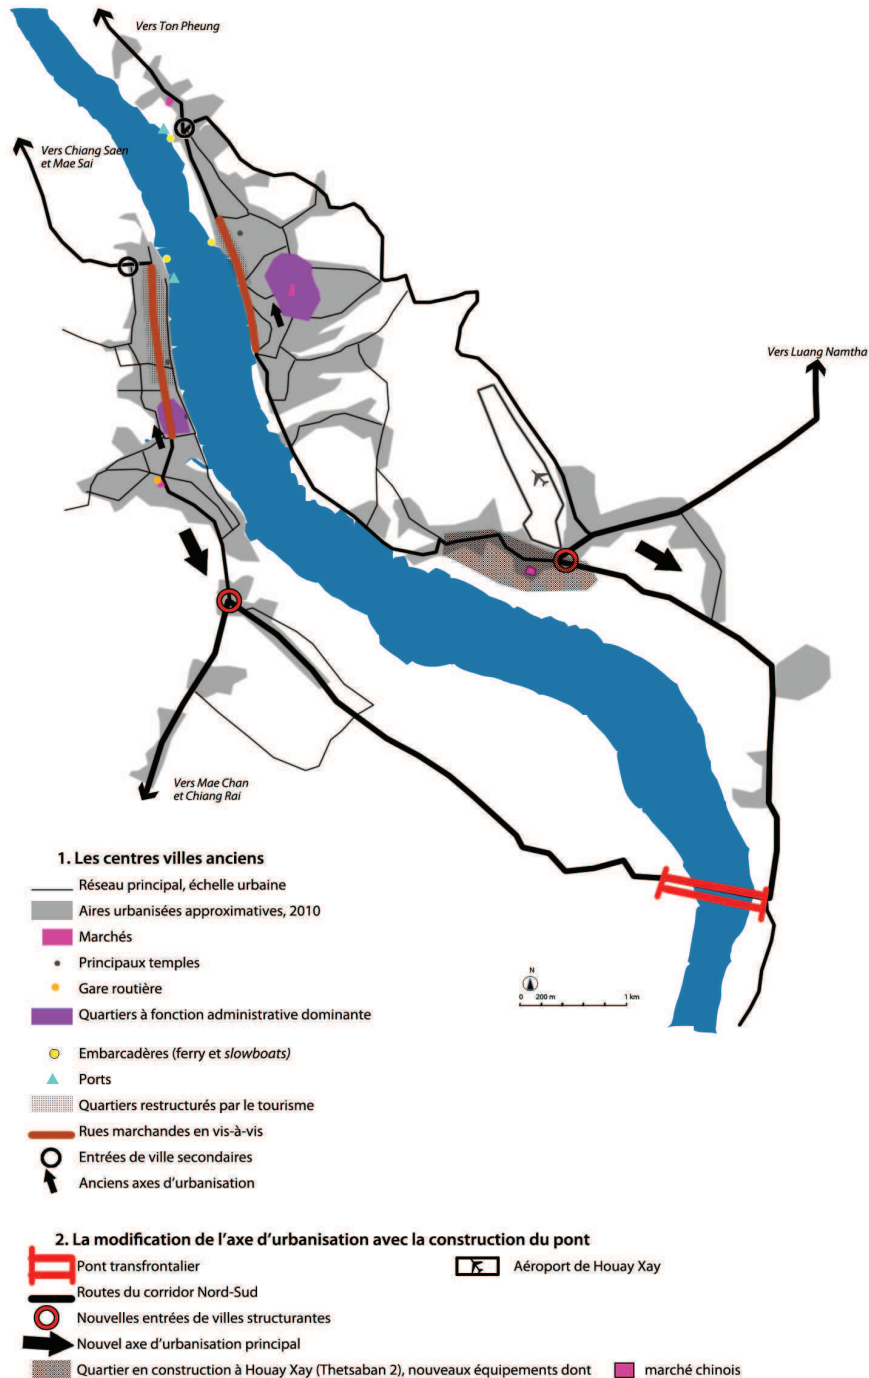 Vers Ton Pheung
Vers Chiang Saen
et Mae Sai
Vers Luang Namtha
Vers Mae Chan
et Chiang Rai
1. Les centres villes anciens
Réseau principal, échelle urbaine
Aires urbanisées approximatives, 2010
Marchés
Principaux temples
Gare routière
Quartiers à fonction administrative dominante
Embarcadères (ferry et slowboats)
Ports
Quartiers restructurés par le tourisme
Rues marchandes en vis-à-vis
Entrées de ville secondaires
Anciens axes d'urbanisation
N
0 200 m 1 km
2. La modification de l'axe d'urbanisation avec la construction du pont
Pont transfrontalier
Aéroport de Houay Xay
Routes du corridor Nord-Sud
Nouvelles entrées de villes structurantes
Nouvel axe d'urbanisation principal
Quartier en construction à Houay Xay (Thetsaban 2), nouveaux équipements dont marché chinois